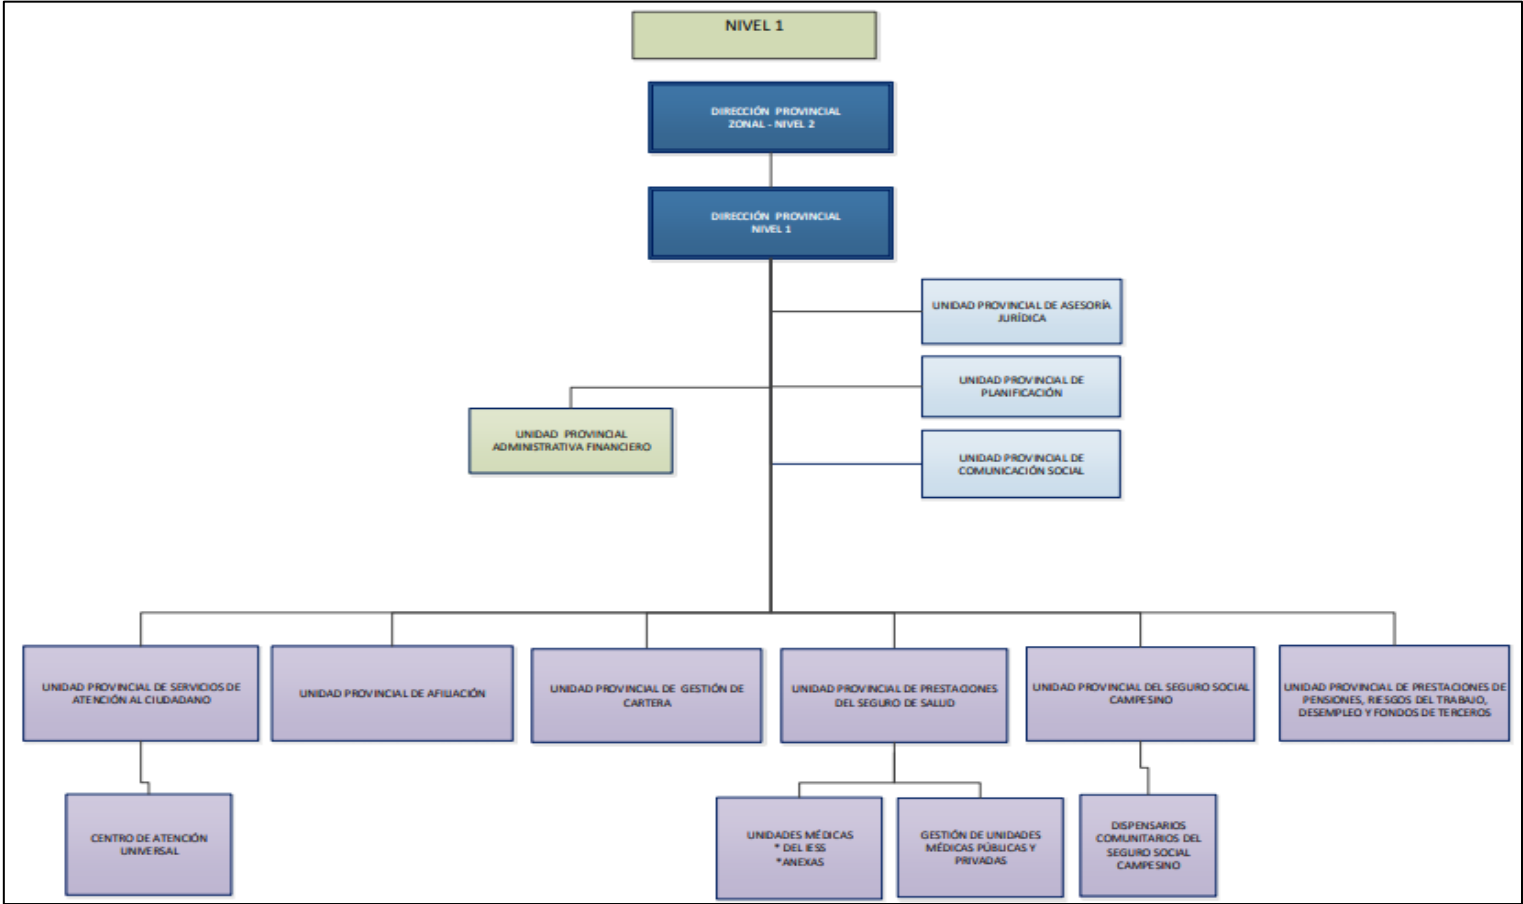 NIVEL 1
DIRECCIÓN PROVINCIAL
ZONAL - NIVEL 2
DIRECCIÓN PROVINCIAL
NIVEL 1
UNIDAD PROVINCIAL DE ASESORÍA
JURÍDICA
UNIDAD PROVINCIAL DE
PLANIFICACIÓN
UNIDAD PROVINCIAL
ADMINISTRATIVA FINANCIERO
UNIDAD PROVINCIAL DE
COMUNICACIÓN SOCIAL
UNIDAD PROVINCIAL DE SERVICIOS DE
ATENCIÓN AL CIUDADANO
UNIDAD PROVINCIAL DE AFILIACIÓN
UNIDAD PROVINCIAL DE GESTIÓN DE
CARTERA
UNIDAD PROVINCIAL DE PRESTACIONES
DEL SEGURO DE SALUD
UNIDAD PROVINCIAL DEL SEGURO SOCIAL
CAMPESINO
UNIDAD PROVINCIAL DE PRESTACIONES DE
PENSIONES, RIESGOS DEL TRABAJO,
DESEMPLEO Y FONDOS DE TERCEROS
CENTRO DE ATENCIÓN
UNIVERSAL
UNIDADES MÉDICAS
* DEL IESS
*ANEXAS
GESTIÓN DE UNIDADES
MÉDICAS PÚBLICAS Y
PRIVADAS
DISPENSARIOS
COMUNITARIOS DEL
SEGURO SOCIAL
CAMPESINO